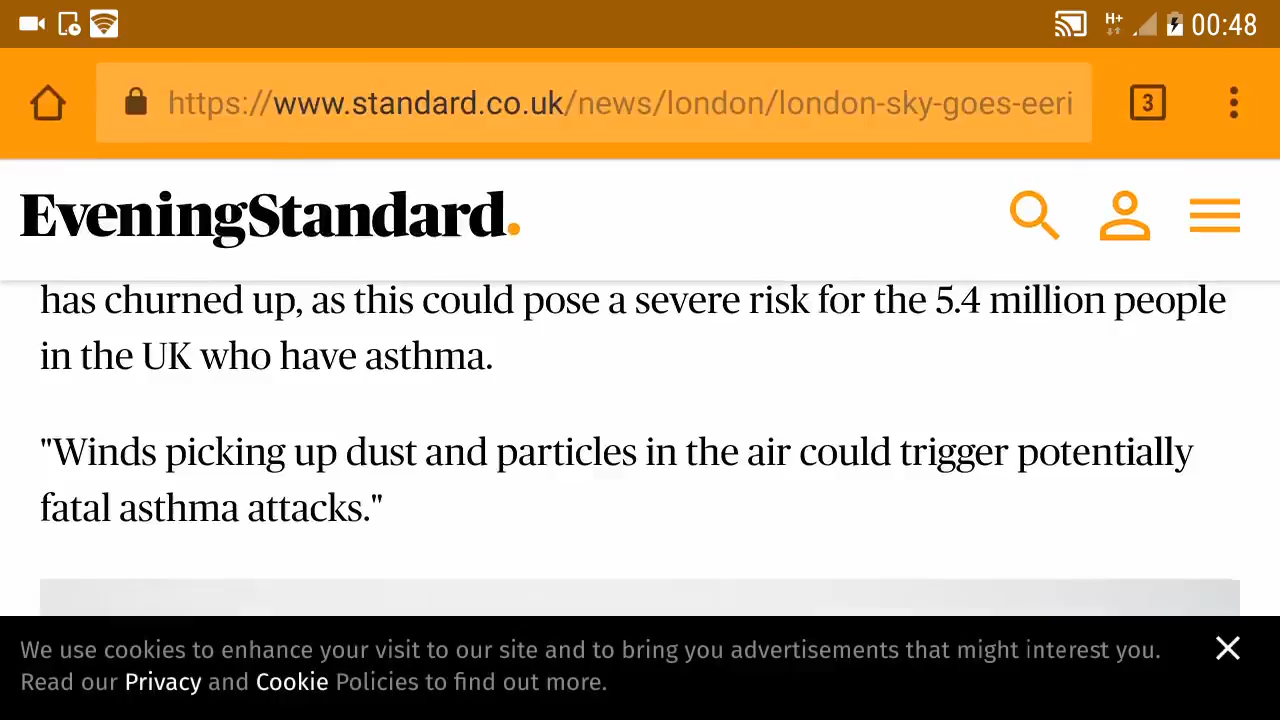 H+
00:48
https://www.standard.co.uk/news/london/london-sky-goes-eeri
3
EveningStandard.
has churned up, as this could pose a severe risk for the 5.4 million people
in the UK who have asthma.
"Winds picking up dust and particles in the air could trigger potentially
fatal asthma attacks."
We use cookies to enhance your visit to our site and to bring you advertisements that might interest you.
Read our Privacy and Cookie Policies to find out more.